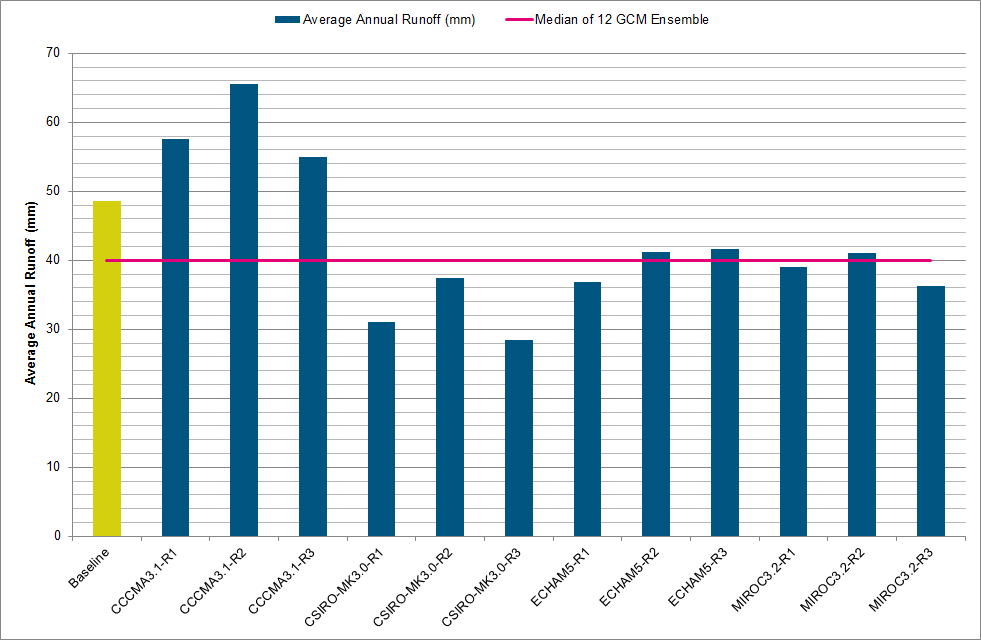 Average Annual Runoff (mm) Median of 12 GCM Ensemble
Average Annual Runoff (mm)
70
60
50
40
30
20
10
0
Baseline
CCCMA3.1-R1
CCCMA3.1-R2
CCCMA3.1-R3
CSIRO-MK3.0-R1
CSIRO-MK3.0-R2
CSIRO-MK3.0-R3
ECHAM5-R1
ECHAM5-R2
ECHAM5-R3
MIROC3.2-R1
MIROC3.2-R2
MIROC3.2-R3